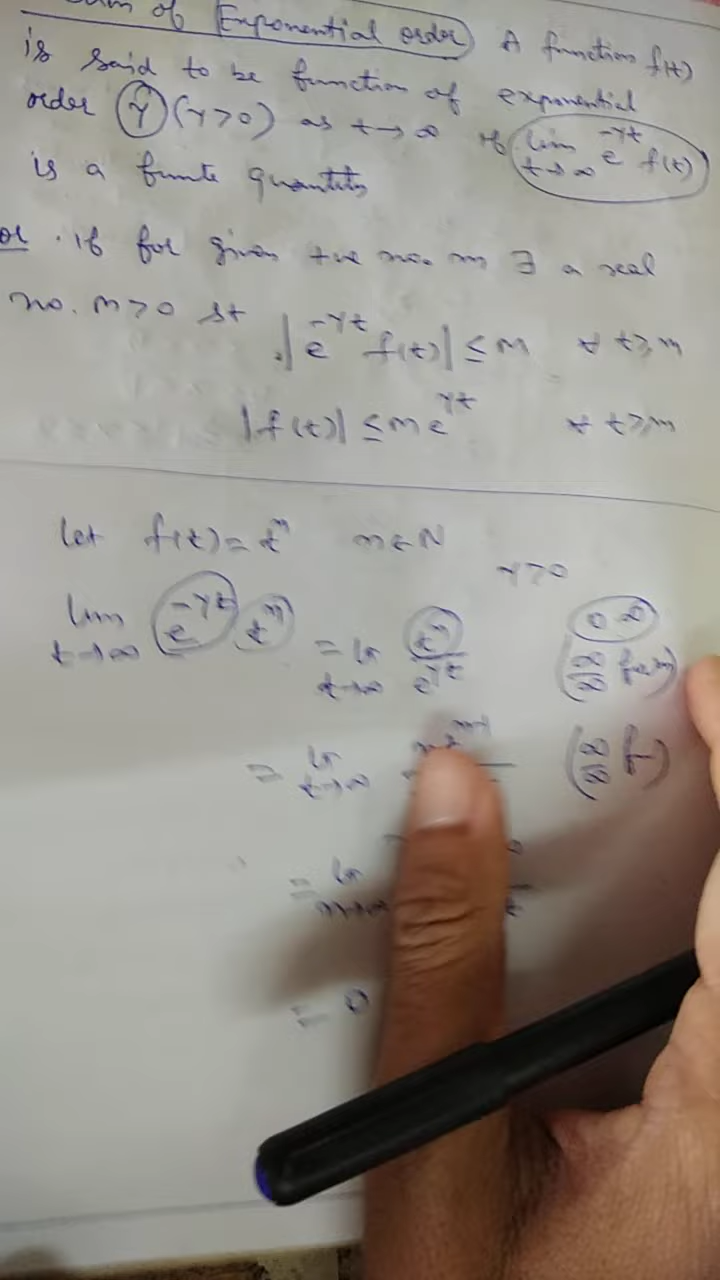 of Exponential order A function f(t)
is said to be function of exponential
order γ (γ>0) as t→∞ if lim t→∞ e^-γt f(t)
is a finite quantity
or . if for given +ve no. m ∃ a real
no. M>0 st |e^-γt f(t)| ≤ M ∀ t≥m
|f(t)| ≤ M e^γt ∀ t≥m
Let f(t) = t^n n∈N
γ>0
lim t→∞ e^-γt t^n = lt t→∞ t^n / e^γt 0·∞ (∞/∞ form)
= lt t→∞ n-1 (∞/∞ f)
= lt
= 0